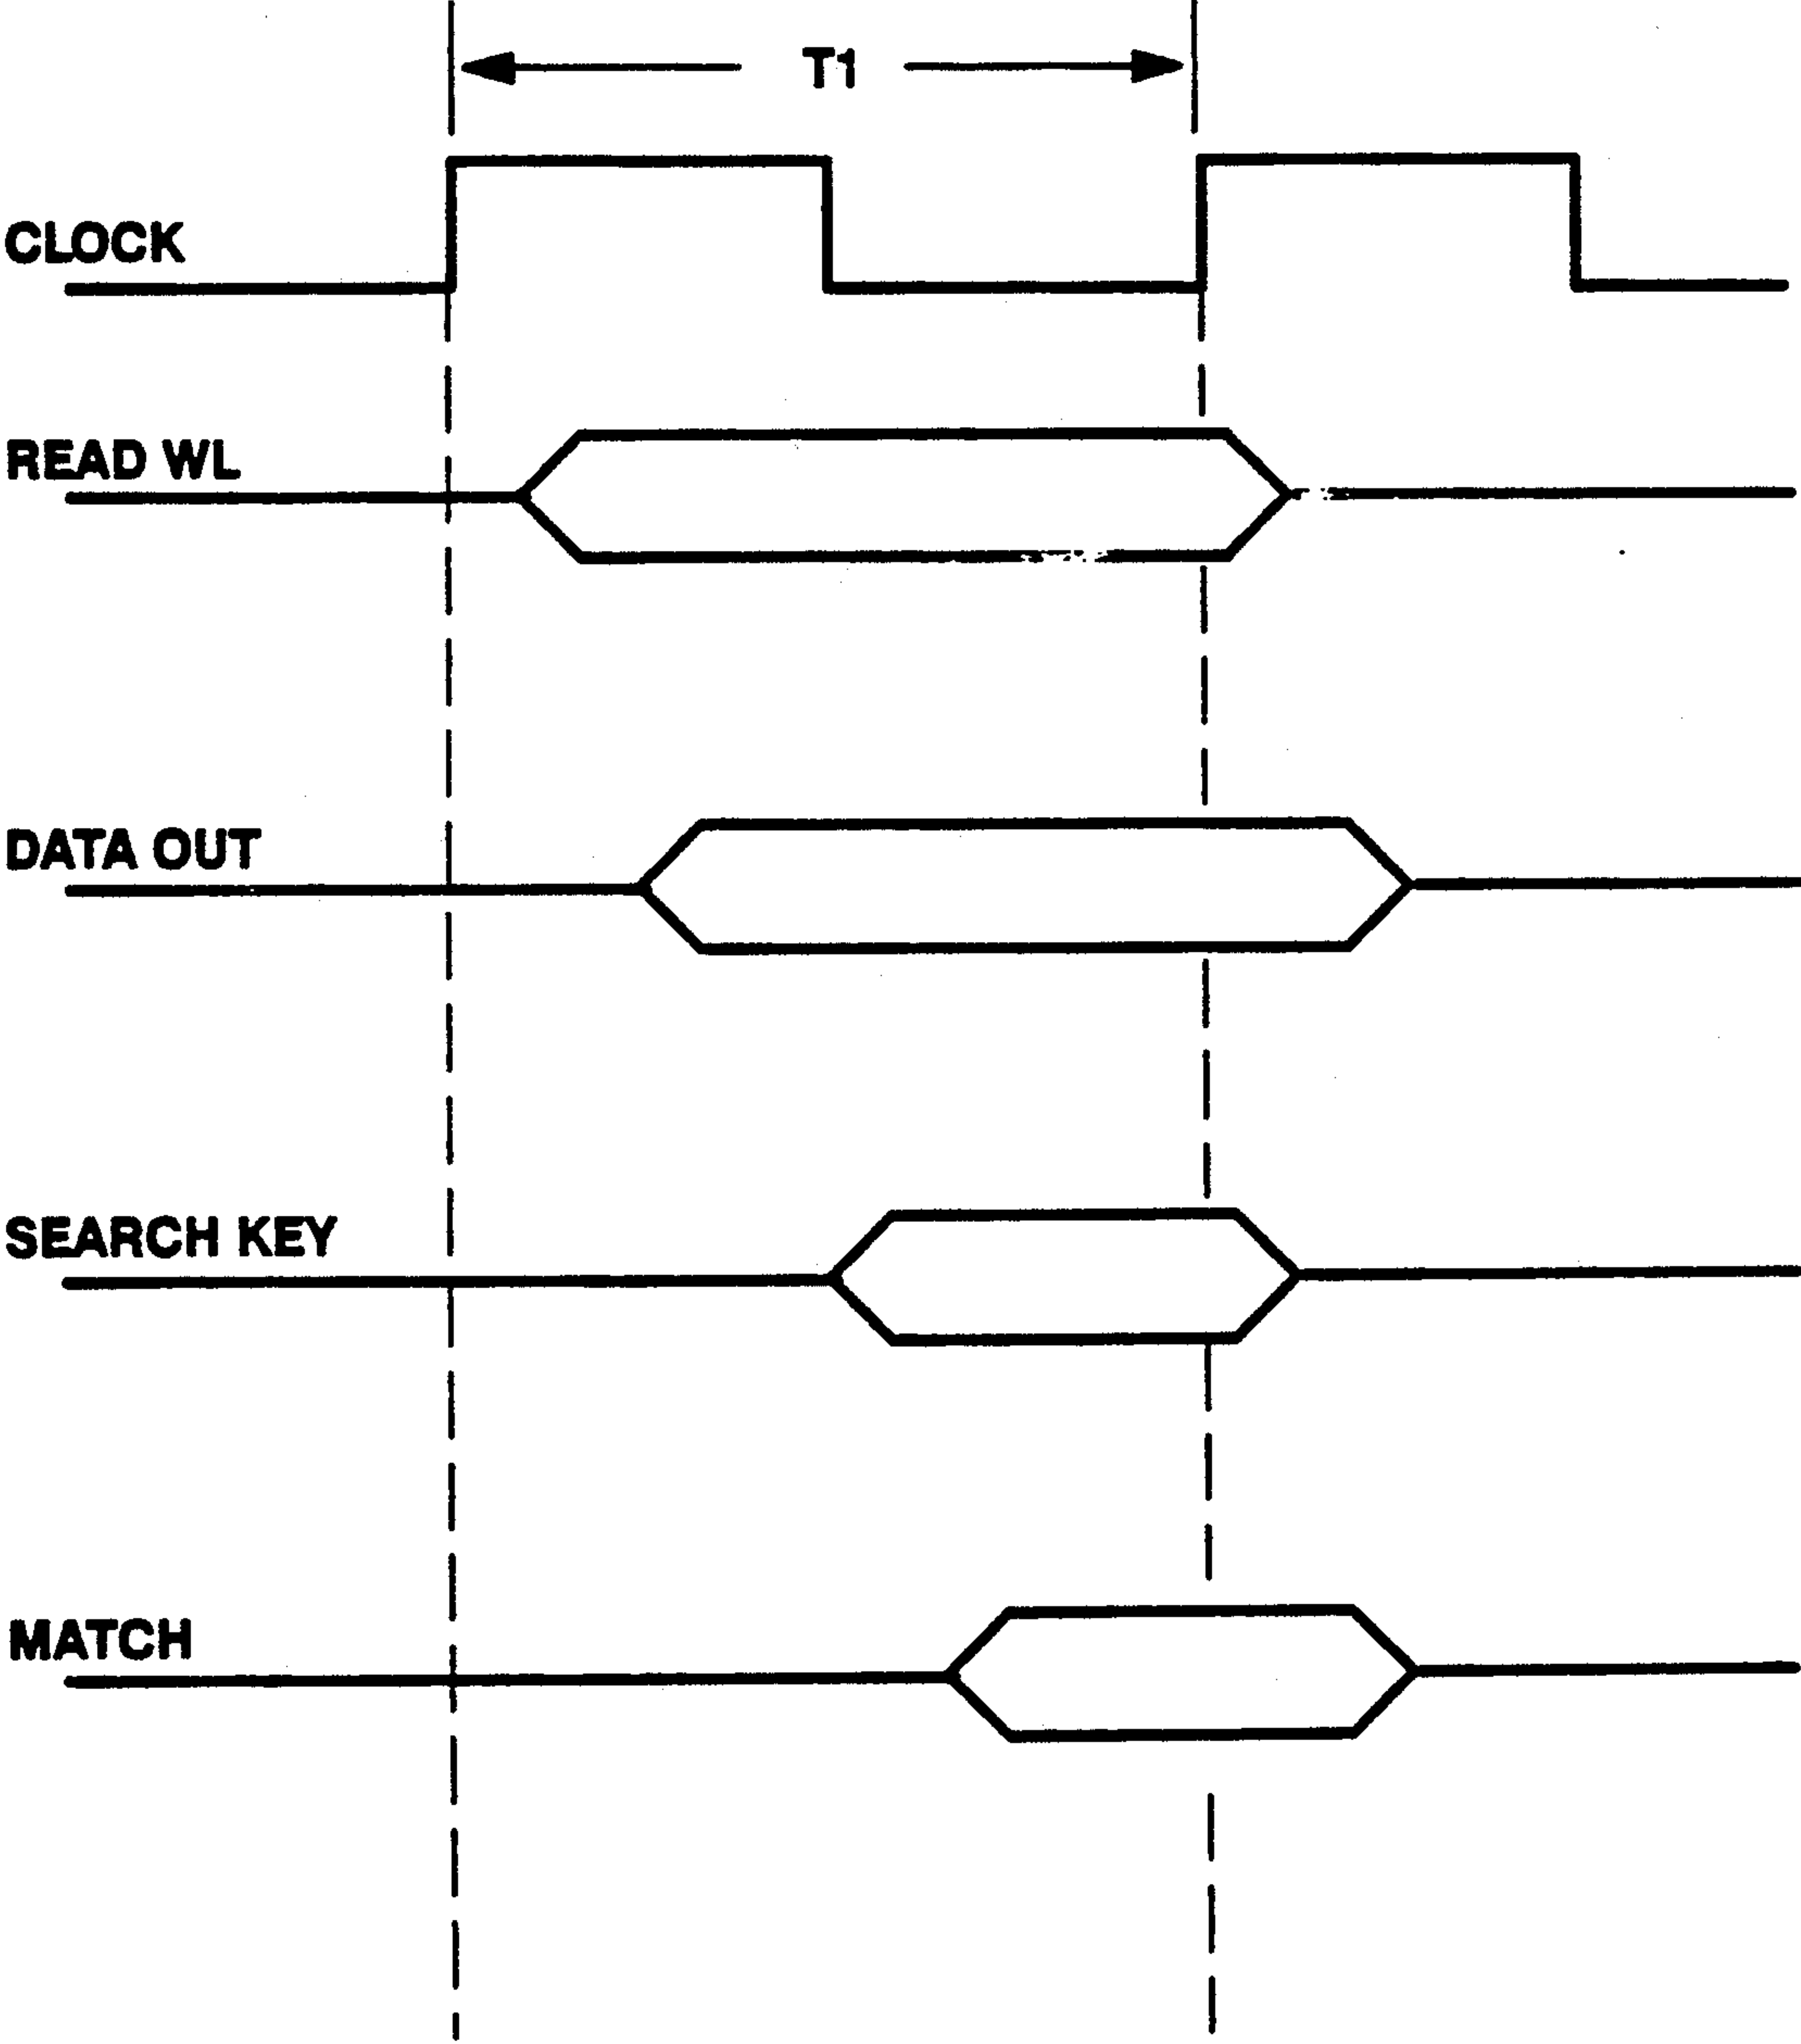 T1
CLOCK
READ WL
DATA OUT
SEARCH KEY
MATCH